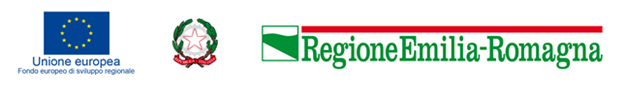 Unione europea
Fondo europeo di sviluppo regionale
RegioneEmilia-Romagna